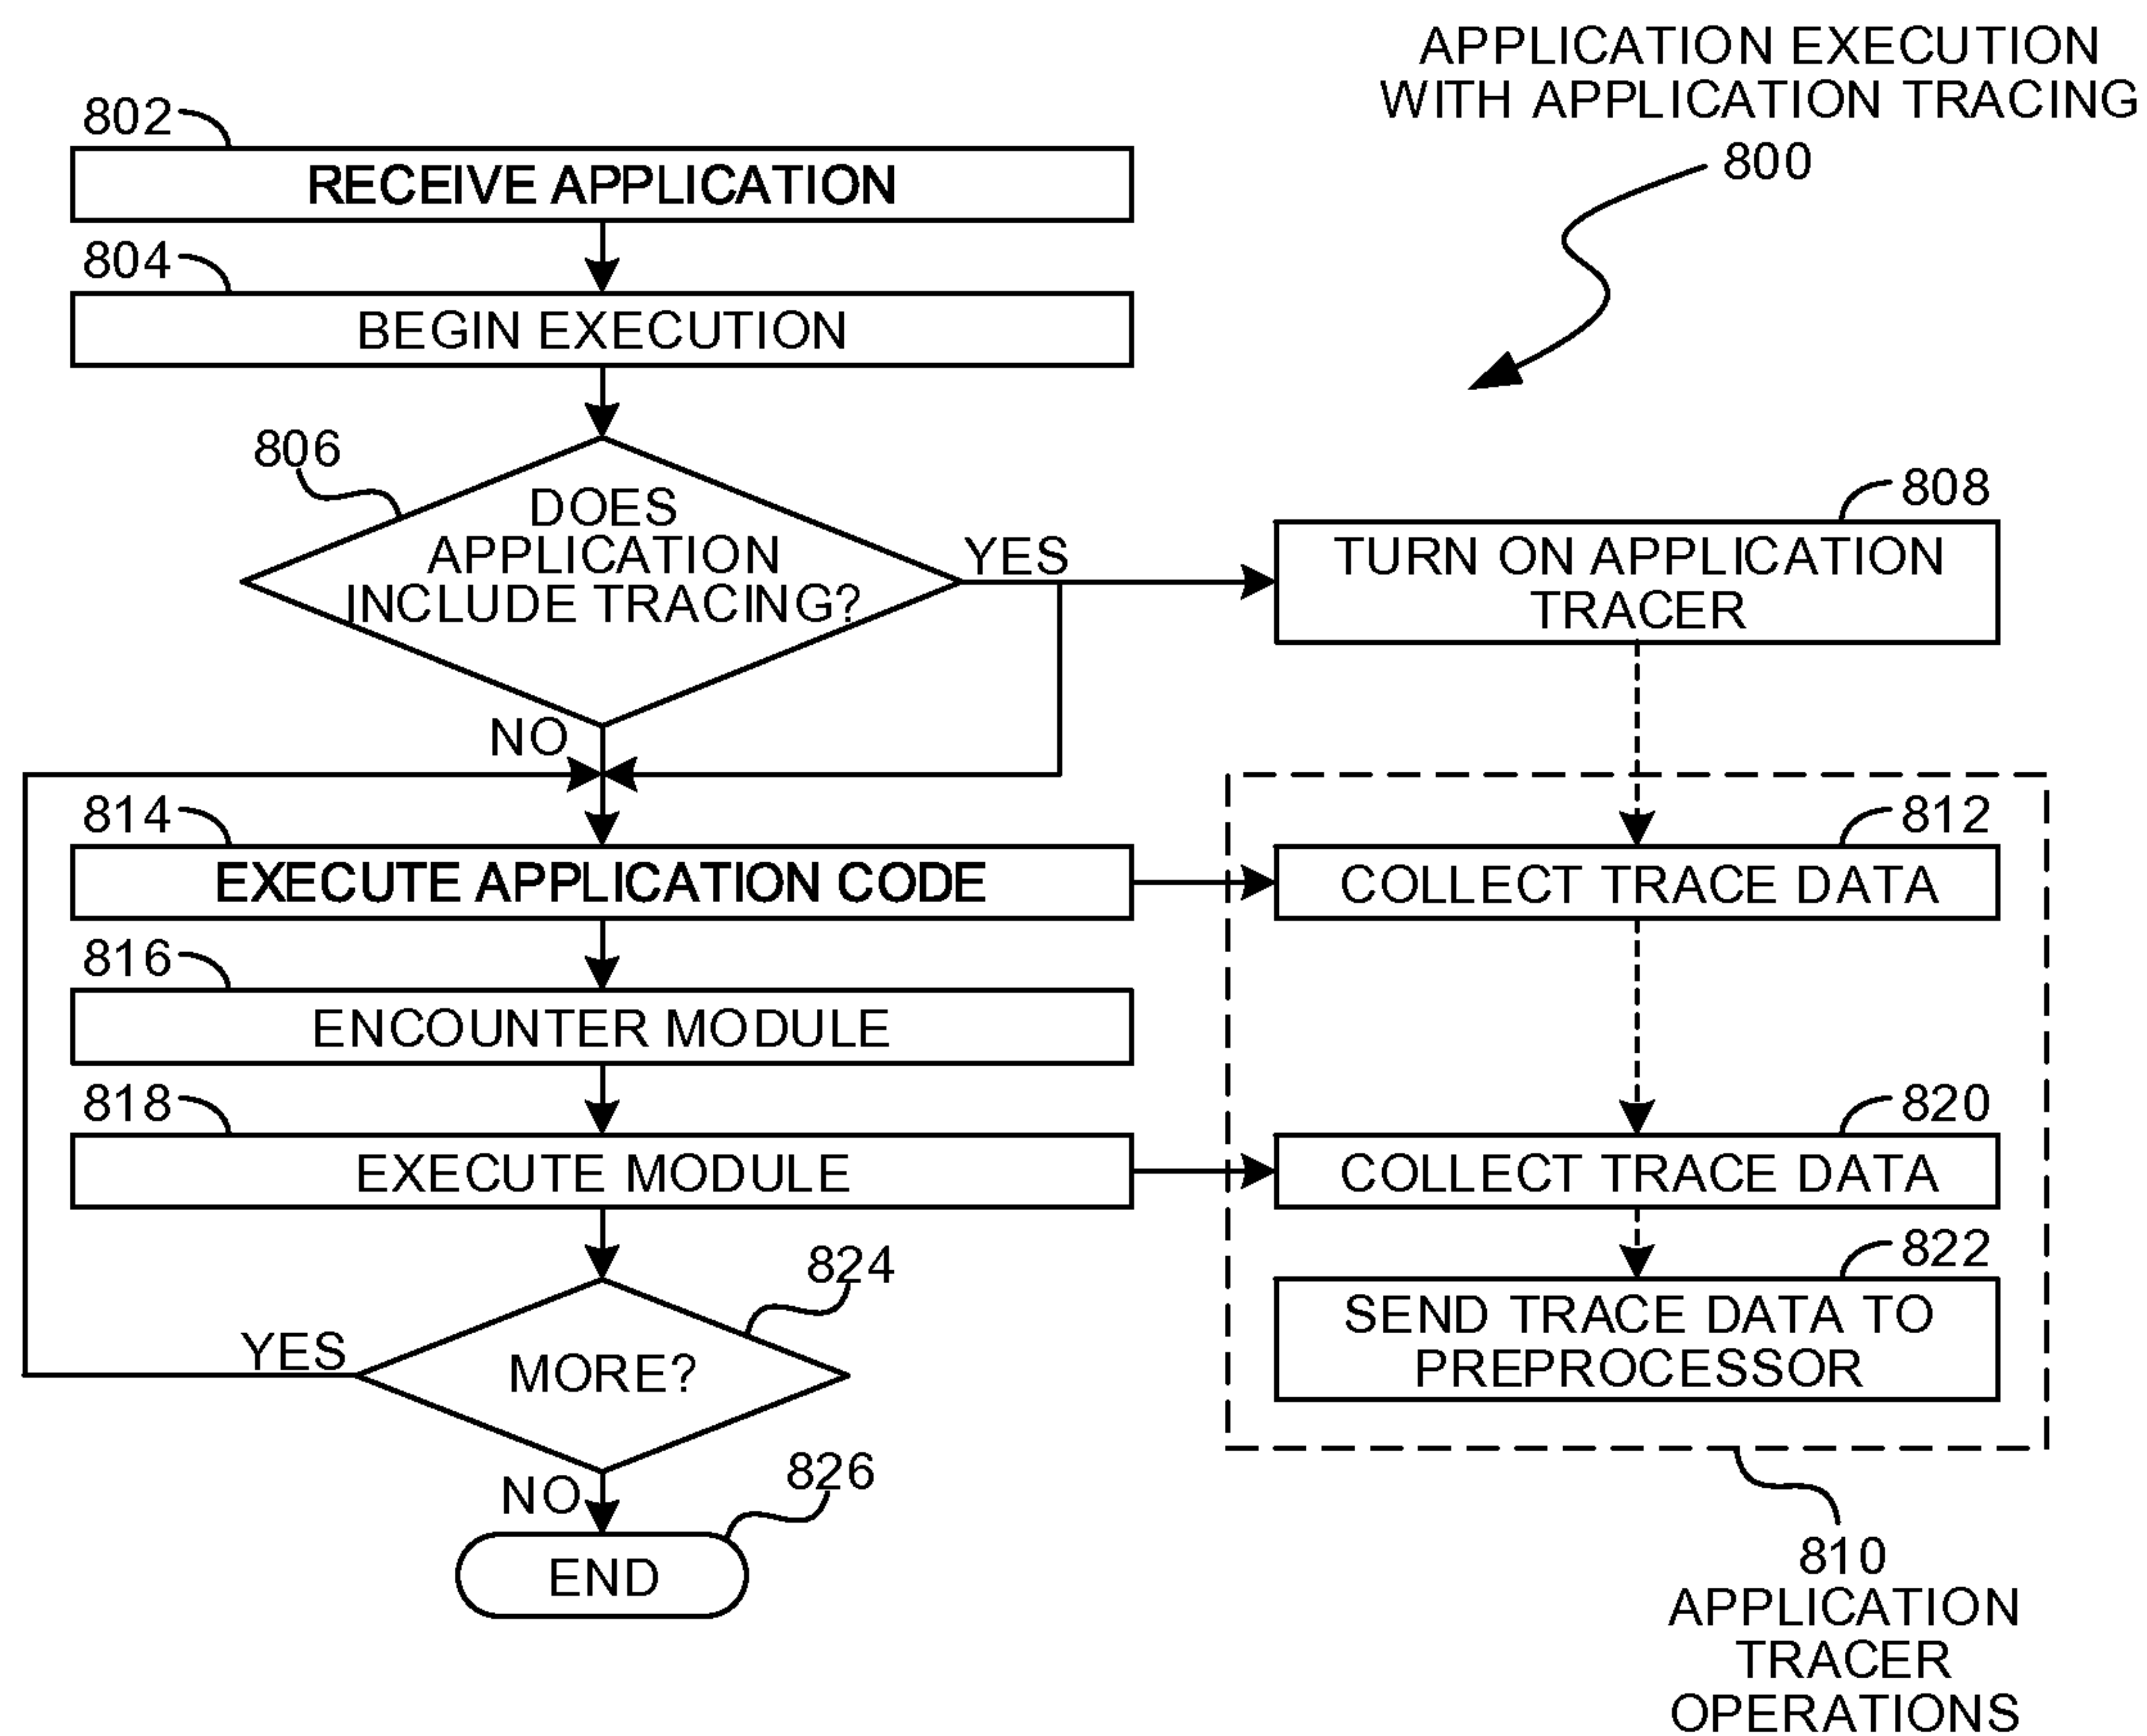 APPLICATION EXECUTION
WITH APPLICATION TRACING
800
802
RECEIVE APPLICATION
804
BEGIN EXECUTION
806
DOES
APPLICATION
INCLUDE TRACING?
YES
NO
808
TURN ON APPLICATION
TRACER
814
EXECUTE APPLICATION CODE
812
COLLECT TRACE DATA
816
ENCOUNTER MODULE
818
EXECUTE MODULE
820
COLLECT TRACE DATA
822
SEND TRACE DATA TO
PREPROCESSOR
824
MORE?
YES
NO
826
END
810
APPLICATION
TRACER
OPERATIONS